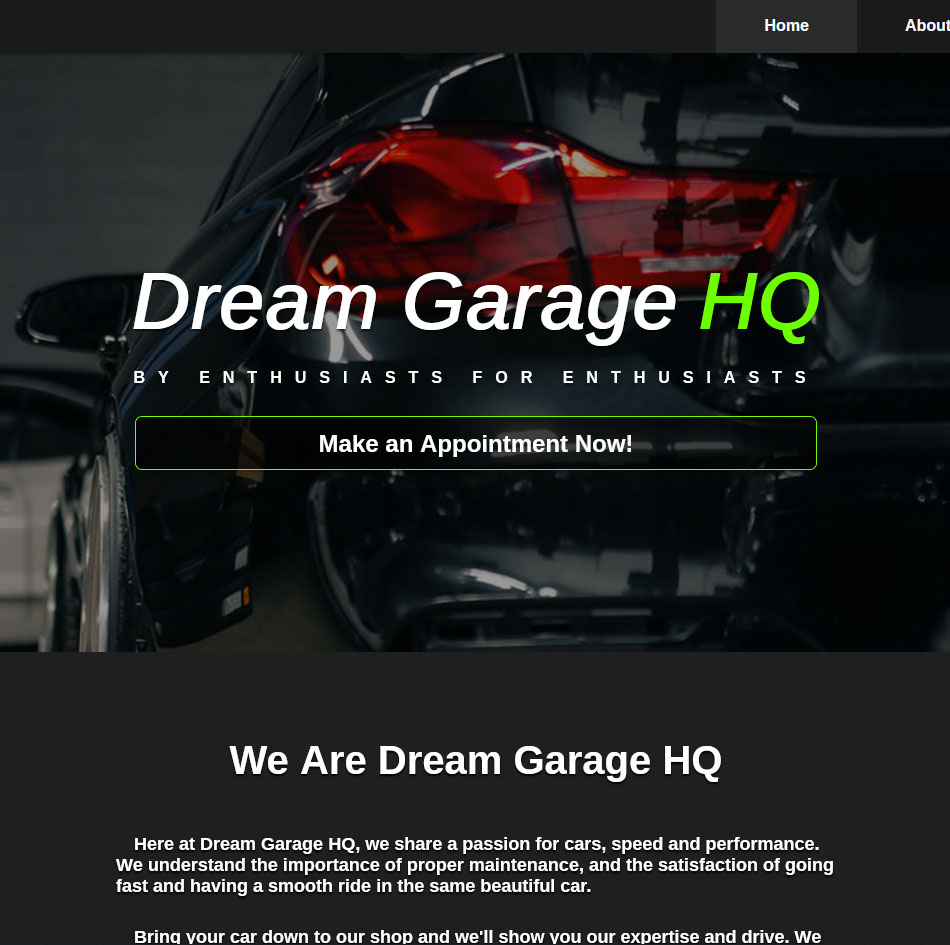 Home About
Dream Garage HQ
BY ENTHUSIASTS FOR ENTHUSIASTS
Make an Appointment Now!
We Are Dream Garage HQ
Here at Dream Garage HQ, we share a passion for cars, speed and performance.
We understand the importance of proper maintenance, and the satisfaction of going
fast and having a smooth ride in the same beautiful car.
Bring your car down to our shop and we'll show you our expertise and drive. We